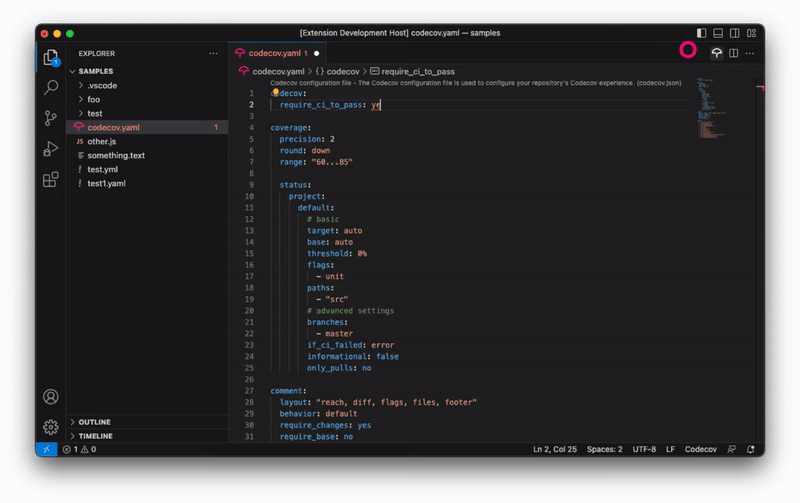 [Extension Development Host] codecov.yaml — samples
EXPLORER
···
codecov.yaml 1
SAMPLES
.vscode
foo
test
codecov.yaml
1
JS other.js
something.text
! test.yml
! test1.yaml
OUTLINE
TIMELINE
1
codecov.yaml > {} codecov > require_ci_to_pass
Codecov configuration file - The Codecov configuration file is used to configure your repository's Codecov experience. (codecov.json)
1 decov:
2 require_ci_to_pass: ye
3
4 coverage:
5 precision: 2
6 round: down
7 range: "60...85"
8
9 status:
10 project:
11 default:
12 # basic
13 target: auto
14 base: auto
15 threshold: 0%
16 flags:
17 - unit
18 paths:
19 - "src"
20 # advanced settings
21 branches:
22 - master
23 if_ci_failed: error
24 informational: false
25 only_pulls: no
26
27 comment:
28 layout: "reach, diff, flags, files, footer"
29 behavior: default
30 require_changes: yes
31 require_base: no
1 0
Ln 2, Col 25 Spaces: 2 UTF-8 LF Codecov